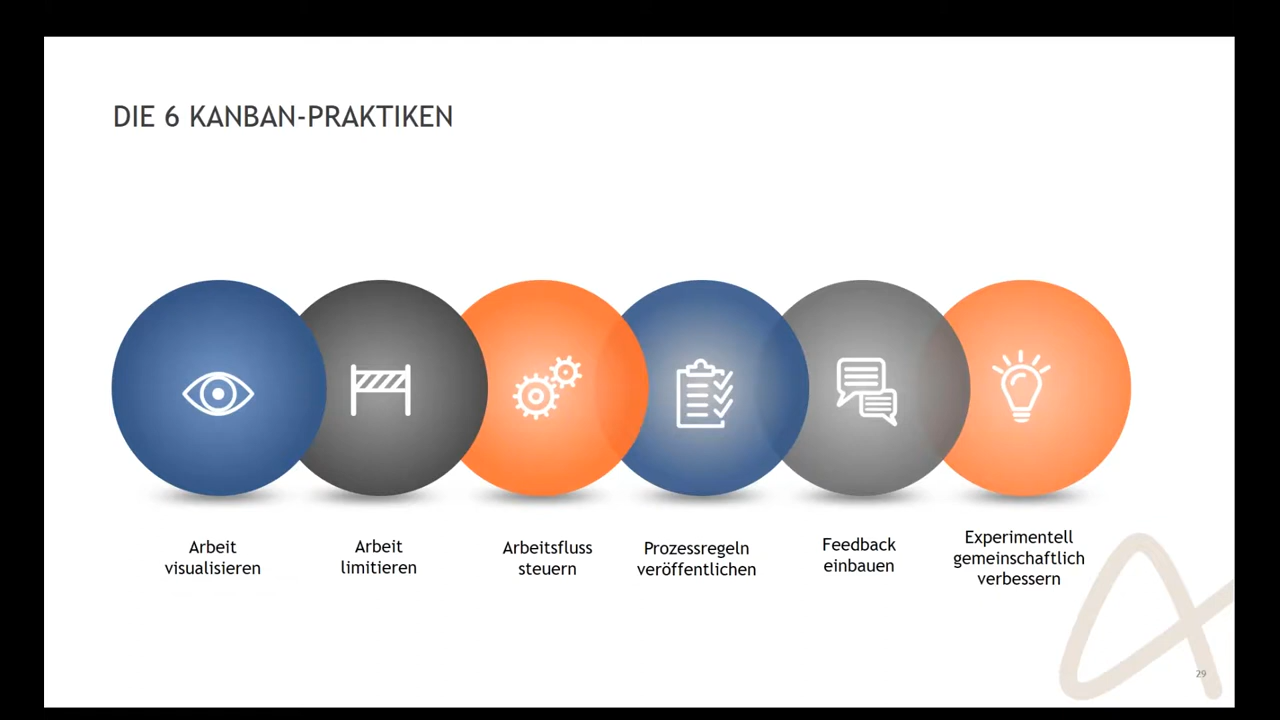 DIE 6 KANBAN-PRAKTIKEN
Arbeit
visualisieren
Arbeit
limitieren
Arbeitsfluss
steuern
Prozessregeln
veröffentlichen
Feedback
einbauen
Experimentell
gemeinschaftlich
verbessern
29